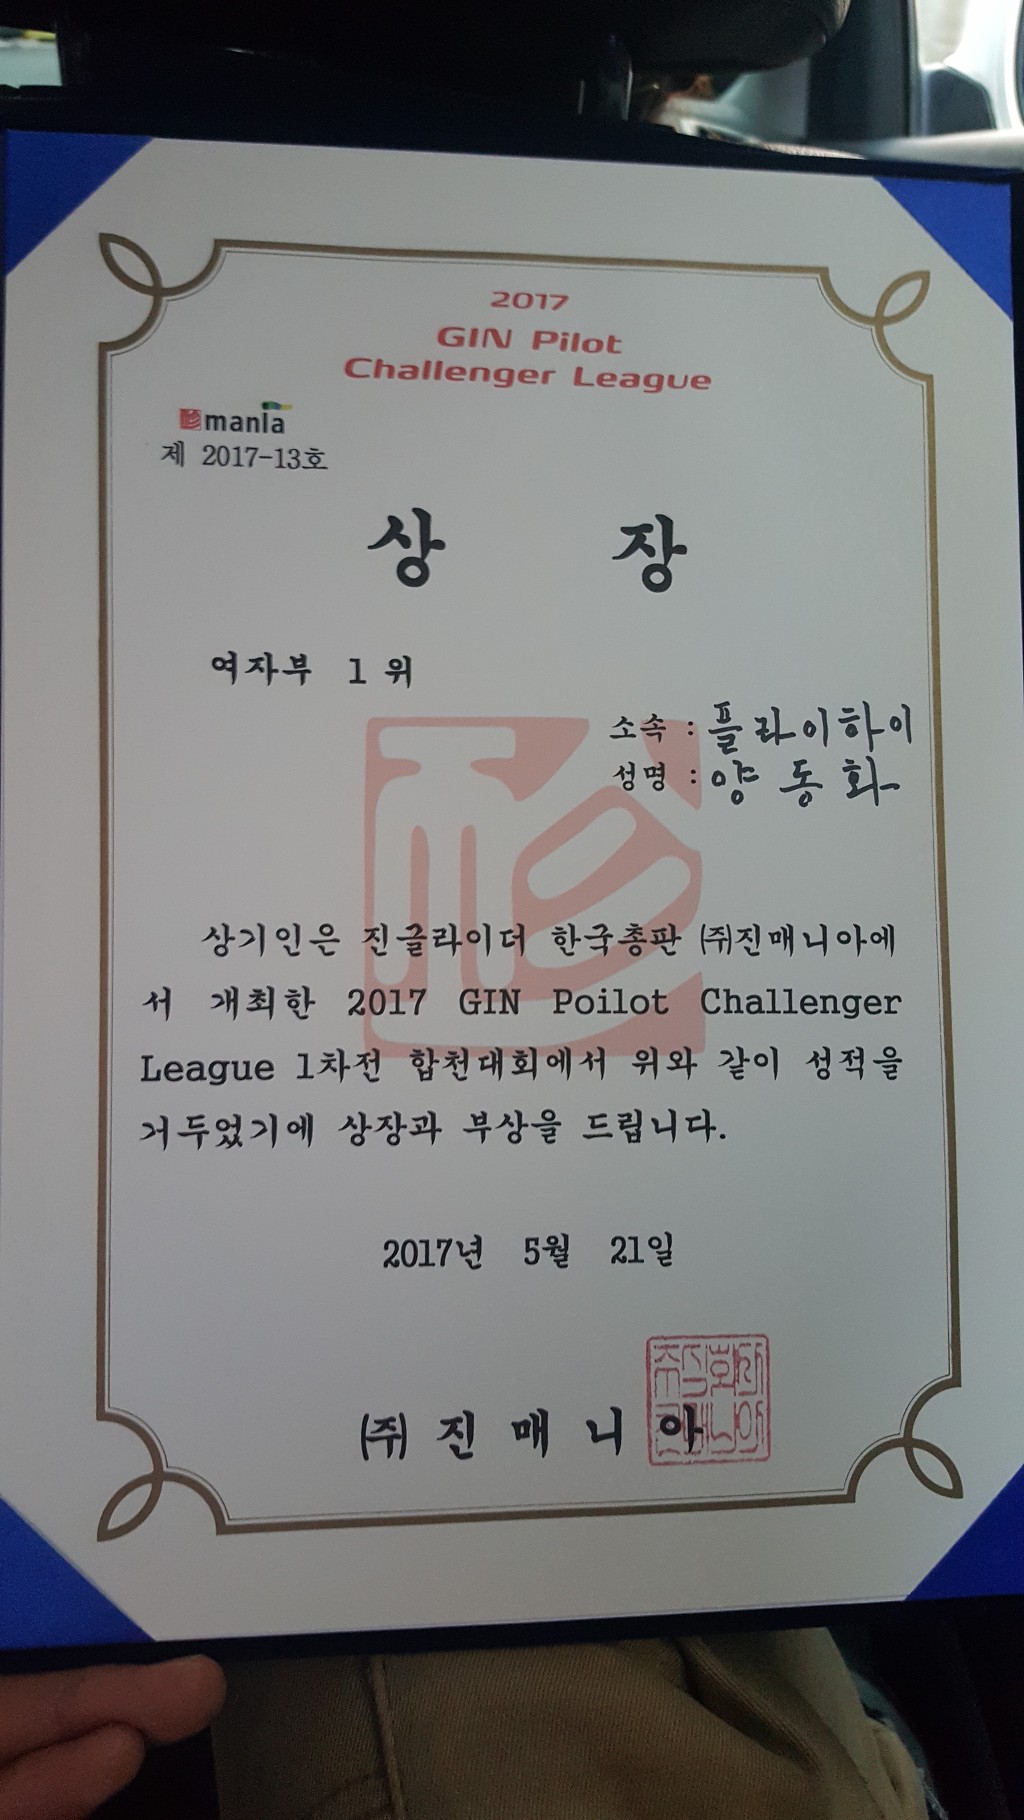 2017
GIN Pilot
Challenger League
mania
제 2017-13호
상 장
여자부 1 위
소속 : 플라이하이
성명 : 양동화
상기인은 진글라이더 한국총판 ㈜진매니아에
서 개최한 2017 GIN Poilot Challenger
League 1차전 합천대회에서 위와 같이 성적을
거두었기에 상장과 부상을 드립니다.
2017년 5월 21일
㈜ 진 매 니 아